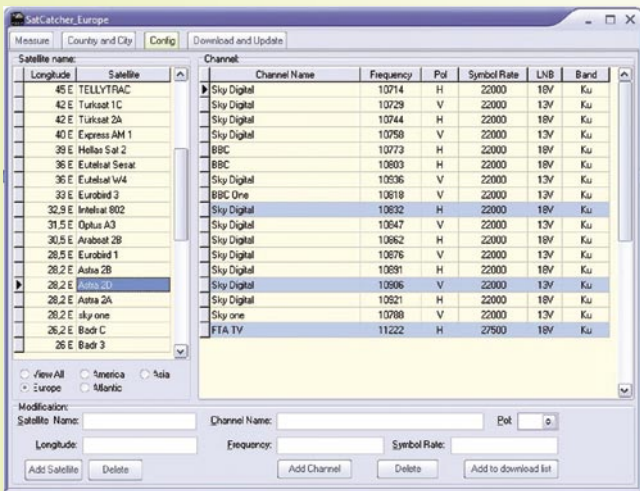 SatCatcher_Europe
Measure Country and City Config Download and Update
Satellite name:
Longitude Satellite
45 E TELLYTRAC
42 E Turksat 1C
42 E Türksat 2A
40 E Express AM 1
39 E Hellas Sat 2
36 E Eutelsat Sesat
36 E Eutelsat W4
33 E Eurobird 3
32,9 E Intelsat 802
31,5 E Optus A3
30,5 E Arabsat 2B
28,5 E Eurobird 1
28,2 E Astra 2B
28,2 E Astra 2D
28,2 E Astra 2A
28,2 E sky one
26,2 E Badr C
26 E Badr 3
View All America Asia
Europe Atlantic
Channel:
Channel Name Frequency Pol Symbol Rate LNB Band
Sky Digital 10714 H 22000 18V Ku
Sky Digital 10729 V 22000 13V Ku
Sky Digital 10744 H 22000 18V Ku
Sky Digital 10758 V 22000 13V Ku
BBC 10773 H 22000 18V Ku
BBC 10803 H 22000 18V Ku
Sky Digital 10936 V 22000 13V Ku
BBC One 10818 V 22000 13V Ku
Sky Digital 10832 H 22000 18V Ku
Sky Digital 10847 V 22000 13V Ku
Sky Digital 10862 H 22000 18V Ku
Sky Digital 10876 V 22000 13V Ku
Sky Digital 10891 H 22000 18V Ku
Sky Digital 10906 V 22000 13V Ku
Sky Digital 10921 H 22000 18V Ku
Sky one 10788 V 22000 13V Ku
FTA TV 11222 H 27500 18V Ku
Modification:
Satellite Name: Channel Name: Pol:
Longitude: Frequency: Symbol Rate:
Add Satellite Delete Add Channel Delete Add to download list